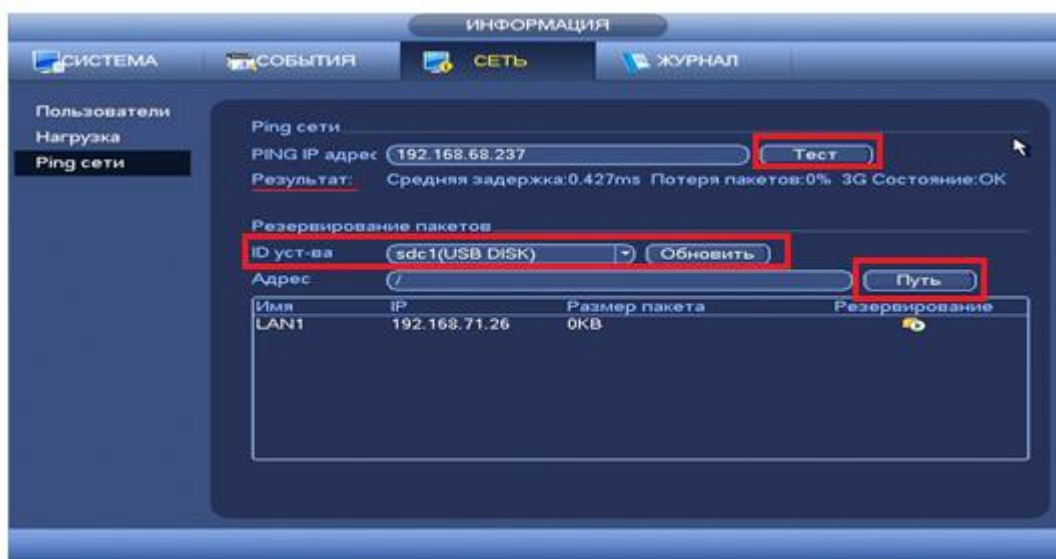 ИНФОРМАЦИЯ
СИСТЕМА СОБЫТИЯ СЕТЬ ЖУРНАЛ
Пользователи
Нагрузка
Ping сети
Ping сети
PING IP адрес 192.168.68.237 Тест
Результат: Средняя задержка:0.427ms Потеря пакетов:0% 3G Состояние:OK
Резервирование пакетов
ID уст-ва sdc1(USB DISK) Обновить
Адрес / Путь
Имя IP Размер пакета Резервирование
LAN1 192.168.71.26 0KB